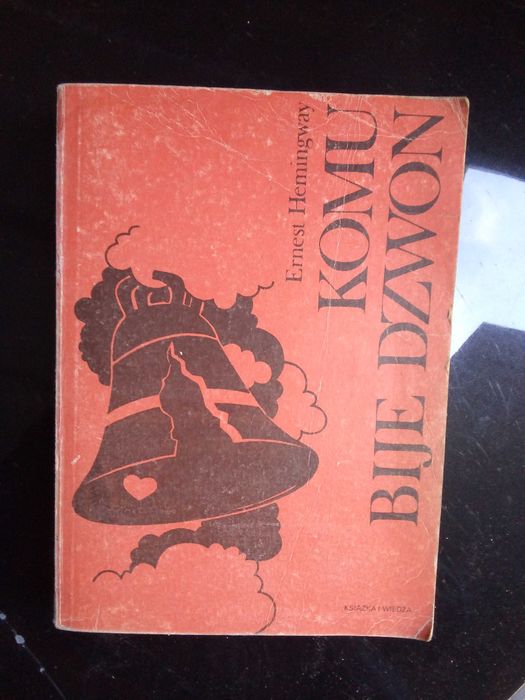 Ernest Hemingway
KOMU
BIJE DZWON
KSIĄŻKA I WIEDZA